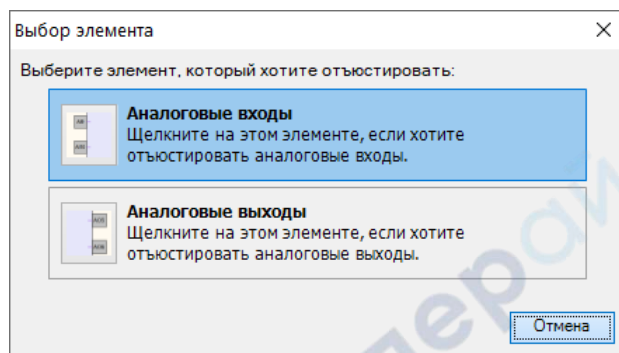 Выбор элемента
Выберите элемент, который хотите отъюстировать:
Аналоговые входы
Щелкните на этом элементе, если хотите
отъюстировать аналоговые входы.
Аналоговые выходы
Щелкните на этом элементе, если хотите
отъюстировать аналоговые выходы.
Отмена